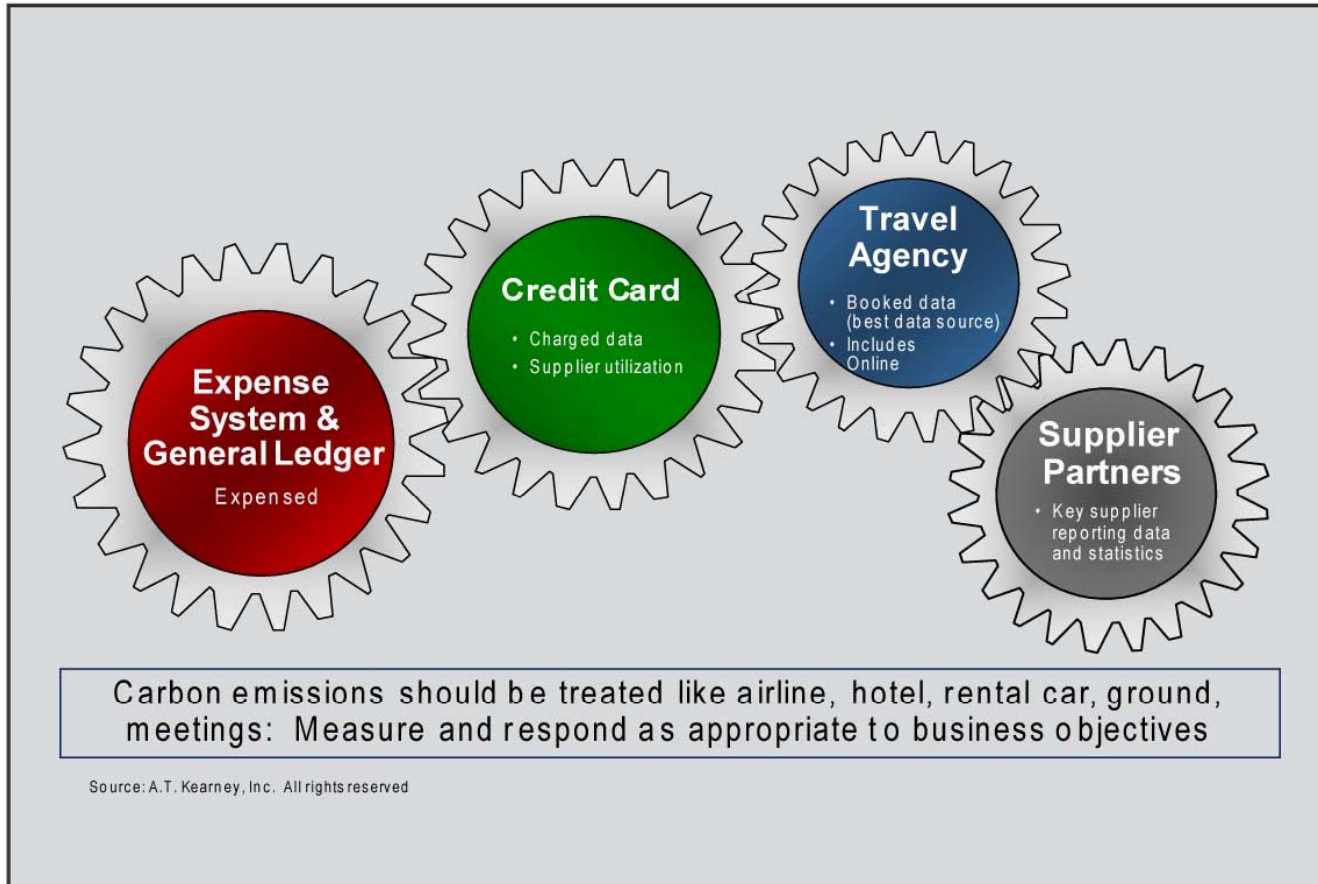 Expense
System &
General Ledger
Expensed
Credit Card
• Charged data
• Supplier utilization
Travel
Agency
• Booked data
(best data source)
• Includes
Online
Supplier
Partners
• Key supplier
reporting data
and statistics
Carbon emissions should be treated like airline, hotel, rental car, ground,
meetings: Measure and respond as appropriate to business objectives
Source: A.T. Kearney, Inc. All rights reserved